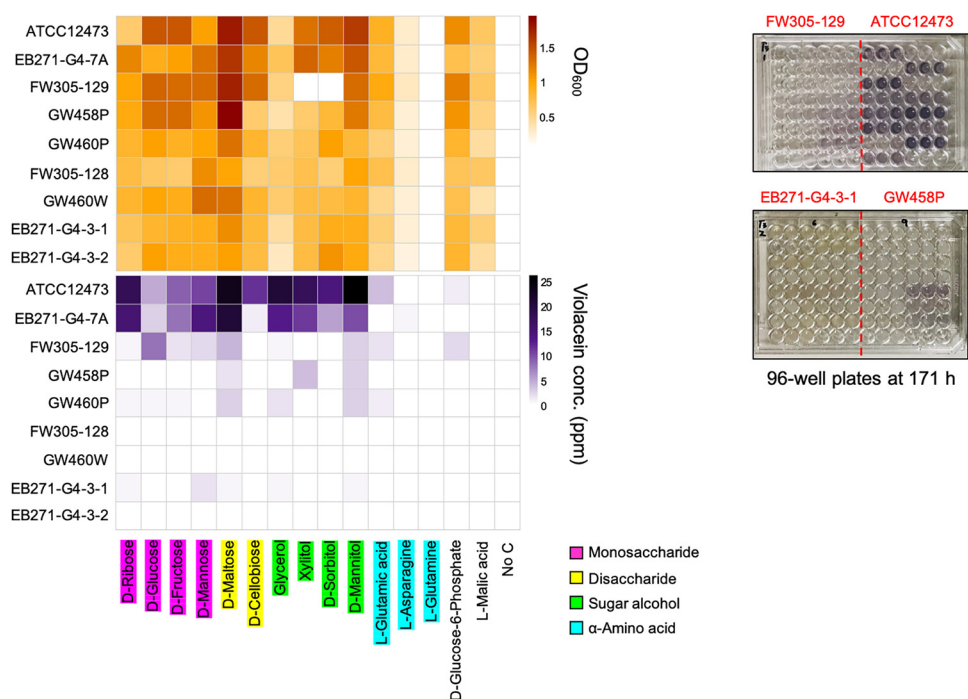 ATCC12473
EB271-G4-7A
FW305-129
GW458P
GW460P
FW305-128
GW460W
EB271-G4-3-1
EB271-G4-3-2
1.5
1
0.5
OD600
ATCC12473
EB271-G4-7A
FW305-129
GW458P
GW460P
FW305-128
GW460W
EB271-G4-3-1
EB271-G4-3-2
25
20
15
10
5
0
Violacein conc. (ppm)
D-Ribose
D-Glucose
D-Fructose
D-Mannose
D-Maltose
D-Cellobiose
Glycerol
Xylitol
D-Sorbitol
D-Mannitol
L-Glutamic acid
L-Asparagine
L-Glutamine
D-Glucose-6-Phosphate
L-Malic acid
No C
FW305-129 ATCC12473
EB271-G4-3-1 GW458P
96-well plates at 171 h
Monosaccharide
Disaccharide
Sugar alcohol
α-Amino acid